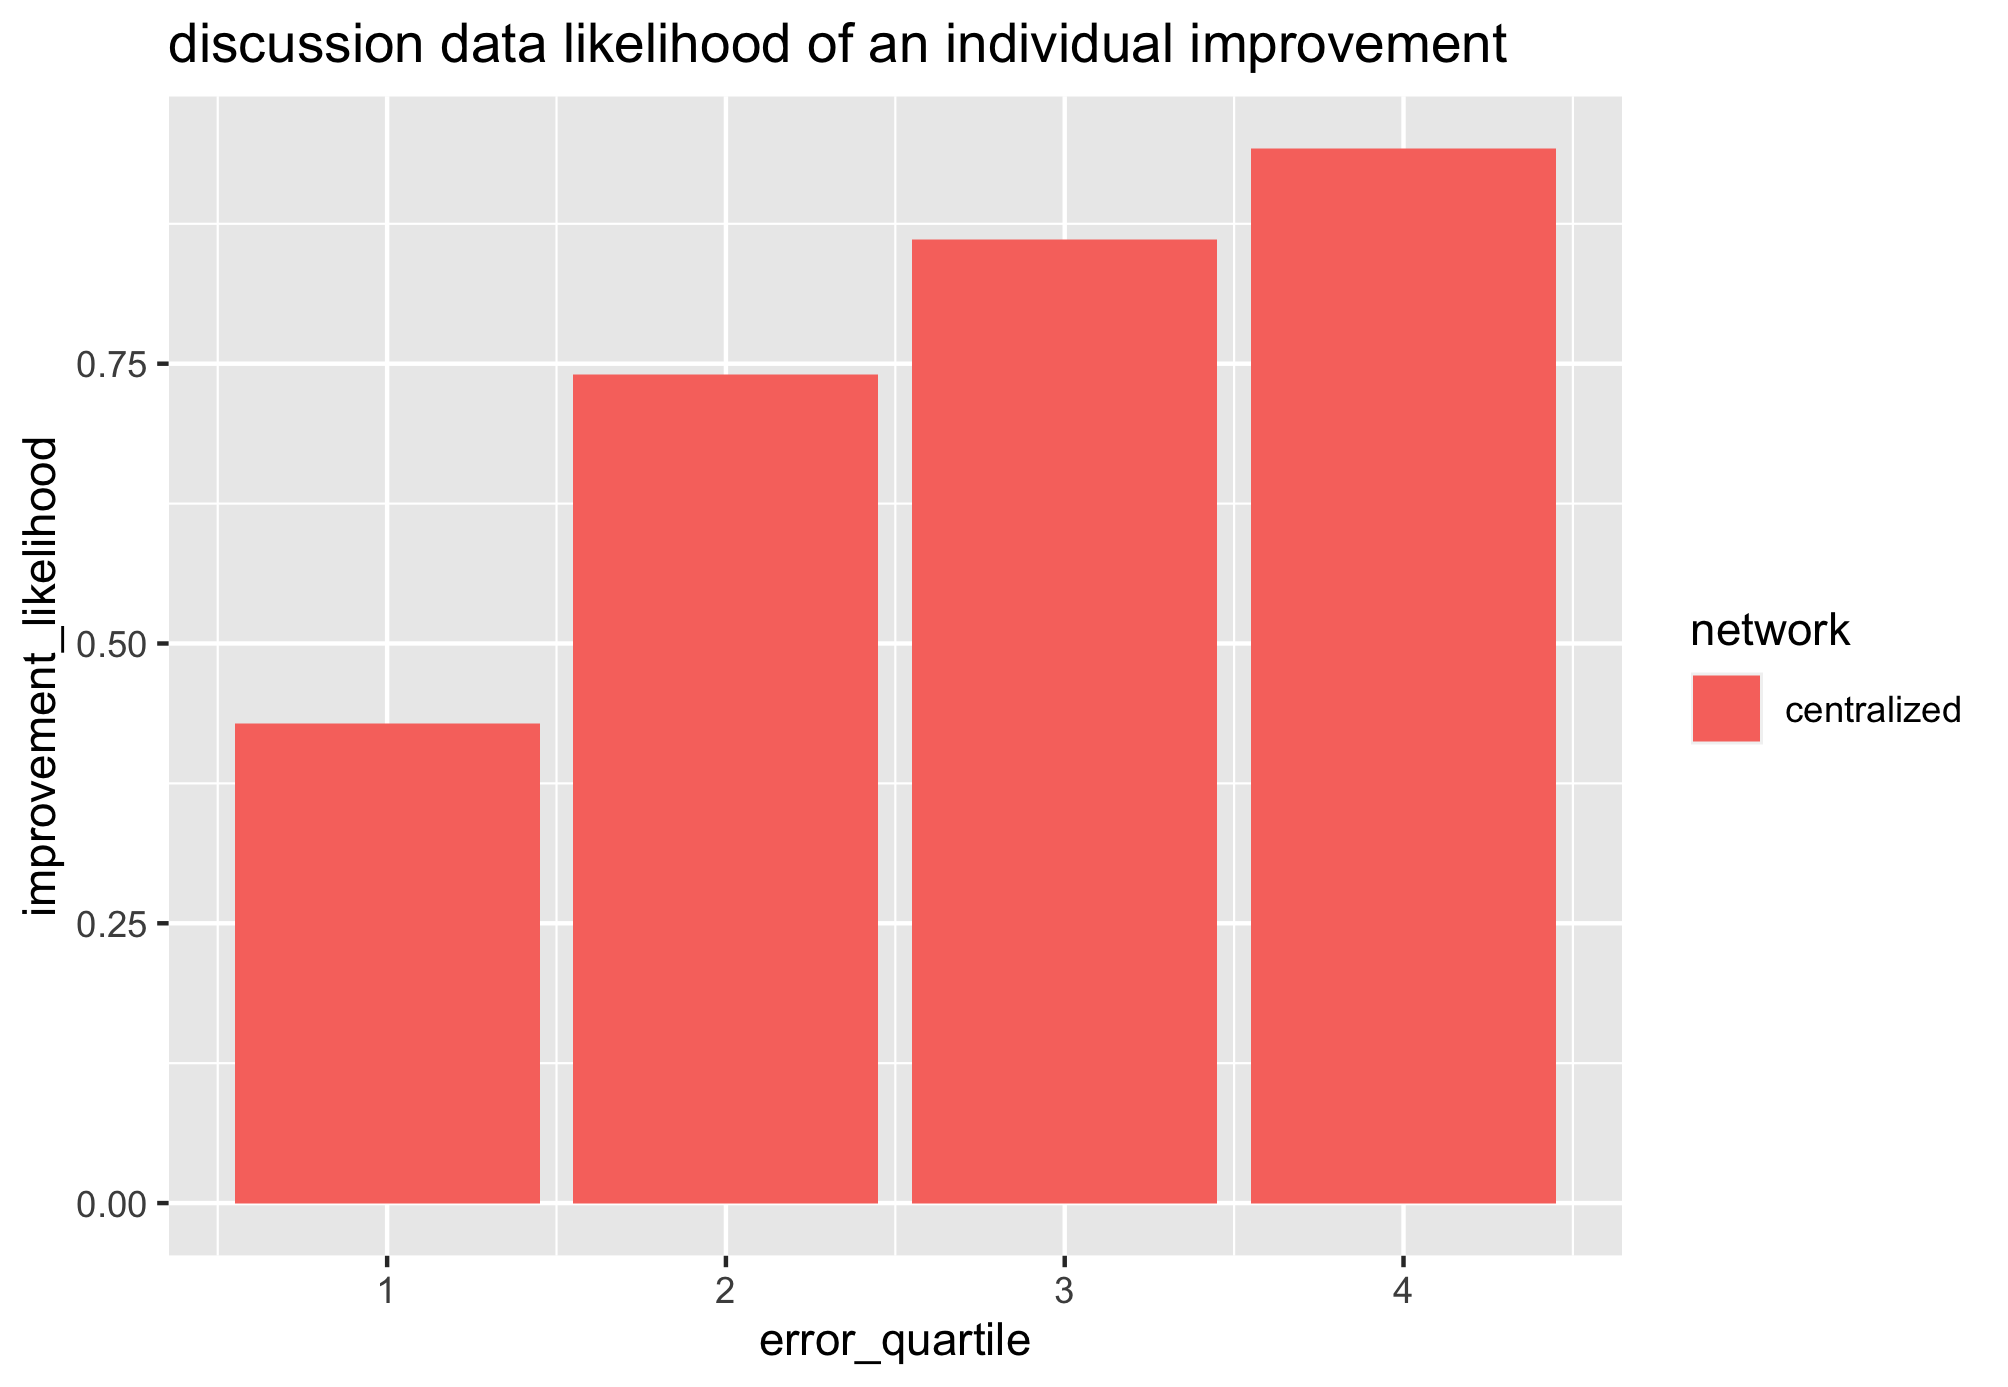 discussion data likelihood of an individual improvement
improvement_likelihood
0.75
0.50
0.25
0.00
1 2 3 4
error_quartile
network
centralized